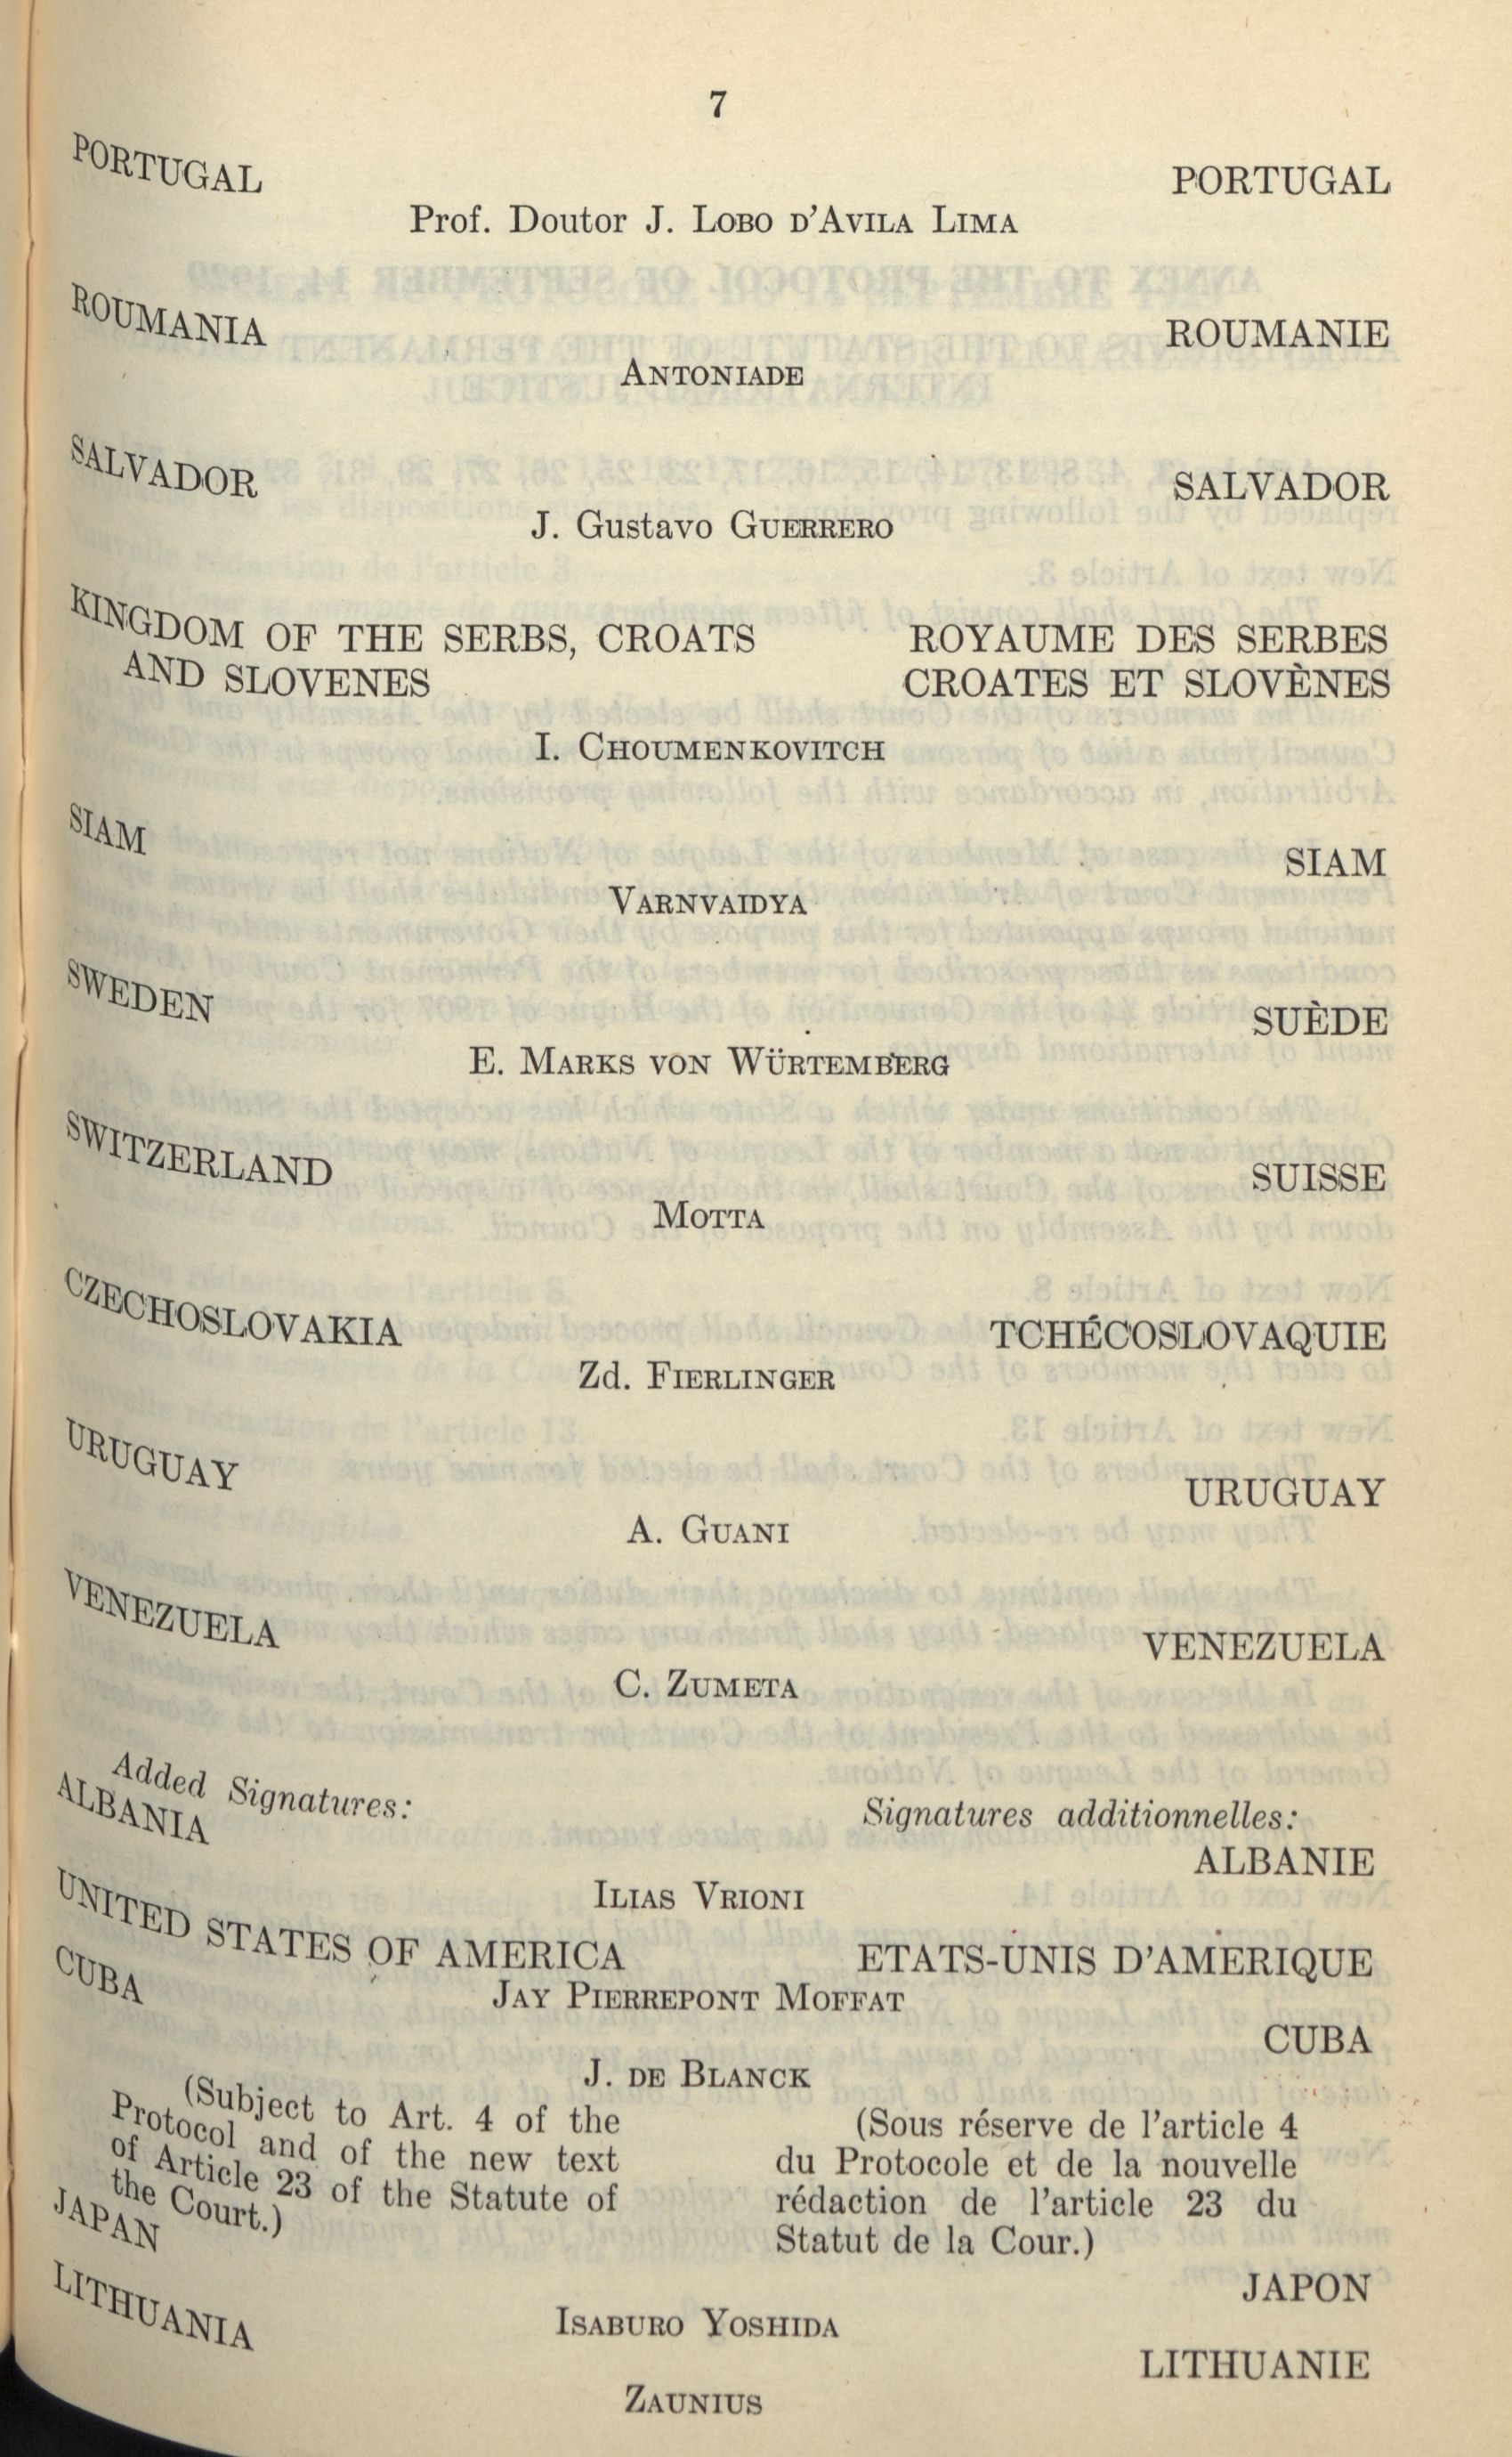 7
PORTUGAL PORTUGAL
Prof. Doutor J. LOBO D'AVILA LIMA
ROUMANIA ROUMANIE
ANTONIADE
SALVADOR SALVADOR
J. Gustavo GUERRERO
KINGDOM OF THE SERBS, CROATS ROYAUME DES SERBES
AND SLOVENES CROATES ET SLOVÈNES
I. CHOUMENKOVITCH
SIAM SIAM
VARNVAIDYA
SWEDEN SUÈDE
E. MARKS VON WÜRTEMBERG
SWITZERLAND SUISSE
MOTTA
CZECHOSLOVAKIA TCHÉCOSLOVAQUIE
Zd. FIERLINGER
URUGUAY URUGUAY
A. GUANI
VENEZUELA VENEZUELA
C. ZUMETA
Added Signatures: Signatures additionnelles:
ALBANIA ALBANIE
ILIAS VRIONI
UNITED STATES OF AMERICA ETATS-UNIS D'AMERIQUE
JAY PIERREPONT MOFFAT
CUBA CUBA
J. DE BLANCK
(Subject to Art. 4 of the (Sous réserve de l'article 4
Protocol and of the new text du Protocole et de la nouvelle
of Article 23 of the Statute of rédaction de l'article 23 du
the Court.) Statut de la Cour.)
JAPAN JAPON
ISABURO YOSHIDA
LITHUANIA LITHUANIE
ZAUNIUS